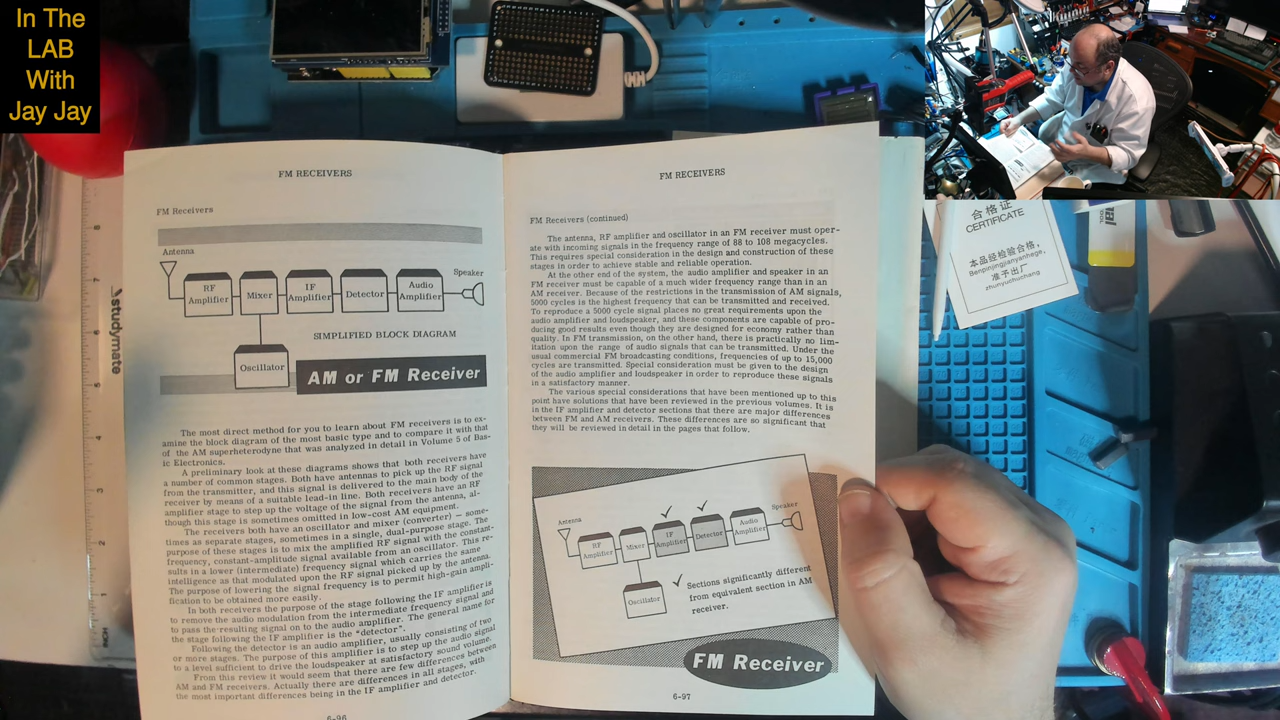 In The
LAB
With
Jay Jay
FM RECEIVERS
FM Receivers
Antenna
RF
Amplifier
Mixer
IF
Amplifier
Detector
Audio
Amplifier
Speaker
SIMPLIFIED BLOCK DIAGRAM
Oscillator
AM or FM Receiver
The most direct method for you to learn about FM receivers is to ex-
amine the block diagram of the most basic type and to compare it with that
of the AM superheterodyne that was analyzed in detail in Volume 5 of Bas-
ic Electronics.
A preliminary look at these diagrams shows that both receivers have
a number of common stages. Both have antennas to pick up the RF signal
from the transmitter, and this signal is delivered to the main body of the
receiver by means of a suitable lead-in line. Both receivers have an RF
amplifier stage to step up the voltage of the signal from the antenna, al-
though this stage is sometimes omitted in low-cost AM equipment.
The receivers both have an oscillator and mixer (converter) — some-
times as separate stages, sometimes in a single, dual-purpose stage. The
purpose of these stages is to mix the amplified RF signal with the constant-
frequency, constant-amplitude signal available from an oscillator. This re-
sults in a lower (intermediate) frequency signal which carries the same
intelligence as that modulated upon the RF signal picked up by the antenna.
The purpose of lowering the signal frequency is to permit high-gain ampli-
fication to be obtained more easily.
In both receivers the purpose of the stage following the IF amplifier is
to remove the audio modulation from the intermediate frequency signal and
to pass the resulting signal on to the audio amplifier. The general name for
the stage following the IF amplifier is the "detector".
Following the detector is an audio amplifier, usually consisting of two
or more stages. The purpose of this amplifier is to step up the audio signal
to a level sufficient to drive the loudspeaker at satisfactory sound volume.
From this review it would seem that there are few differences between
AM and FM receivers. Actually there are differences in all stages, with
the most important differences being in the IF amplifier and detector.
6-96
FM RECEIVERS
FM Receivers (continued)
The antenna, RF amplifier and oscillator in an FM receiver must oper-
ate with incoming signals in the frequency range of 88 to 108 megacycles.
This requires special consideration in the design and construction of these
stages in order to achieve stable and reliable operation.
At the other end of the system, the audio amplifier and speaker in an
FM receiver must be capable of a much wider frequency range than in an
AM receiver. Because of the restrictions in the transmission of AM signals,
5000 cycles is the highest frequency that can be transmitted and received.
To reproduce a 5000 cycle signal places no great requirements upon the
audio amplifier and loudspeaker, and these components are capable of pro-
ducing good results even though they are designed for economy rather than
quality. In FM transmission, on the other hand, there is practically no lim-
itation upon the range of audio signals that can be transmitted. Under the
usual commercial FM broadcasting conditions, frequencies of up to 15,000
cycles are transmitted. Special consideration must be given to the design
of the audio amplifier and loudspeaker in order to reproduce these signals
in a satisfactory manner.
The various special considerations that have been mentioned up to this
point have solutions that have been reviewed in the previous volumes. It is
in the IF amplifier and detector sections that there are major differences
between FM and AM receivers. These differences are so significant that
they will be reviewed in detail in the pages that follow.
Antenna
RF
Amplifier
Mixer
IF
Amplifier
Detector
Audio
Amplifier
Speaker
Oscillator
Sections significantly different
from equivalent section in AM
receiver.
FM Receiver
6-97
studymate
6
7
6
5
4
3
2
1
合格证
CERTIFICATE
本品经检验合格,
Benpinjingjianyanhege,
准予出厂
zhunyuchuchang
TOOL